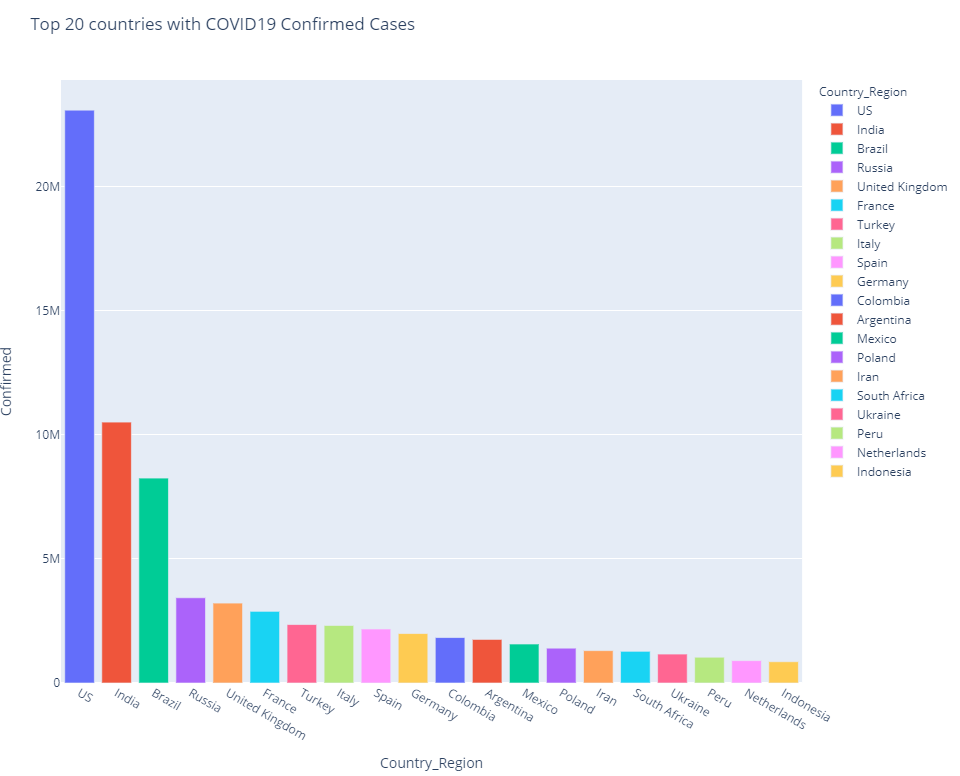 Top 20 countries with COVID19 Confirmed Cases
Confirmed
20M
15M
10M
5M
0
US
India
Brazil
Russia
United Kingdom
France
Turkey
Italy
Spain
Germany
Colombia
Argentina
Mexico
Poland
Iran
South Africa
Ukraine
Peru
Netherlands
Indonesia
Country_Region
Country_Region
US
India
Brazil
Russia
United Kingdom
France
Turkey
Italy
Spain
Germany
Colombia
Argentina
Mexico
Poland
Iran
South Africa
Ukraine
Peru
Netherlands
Indonesia